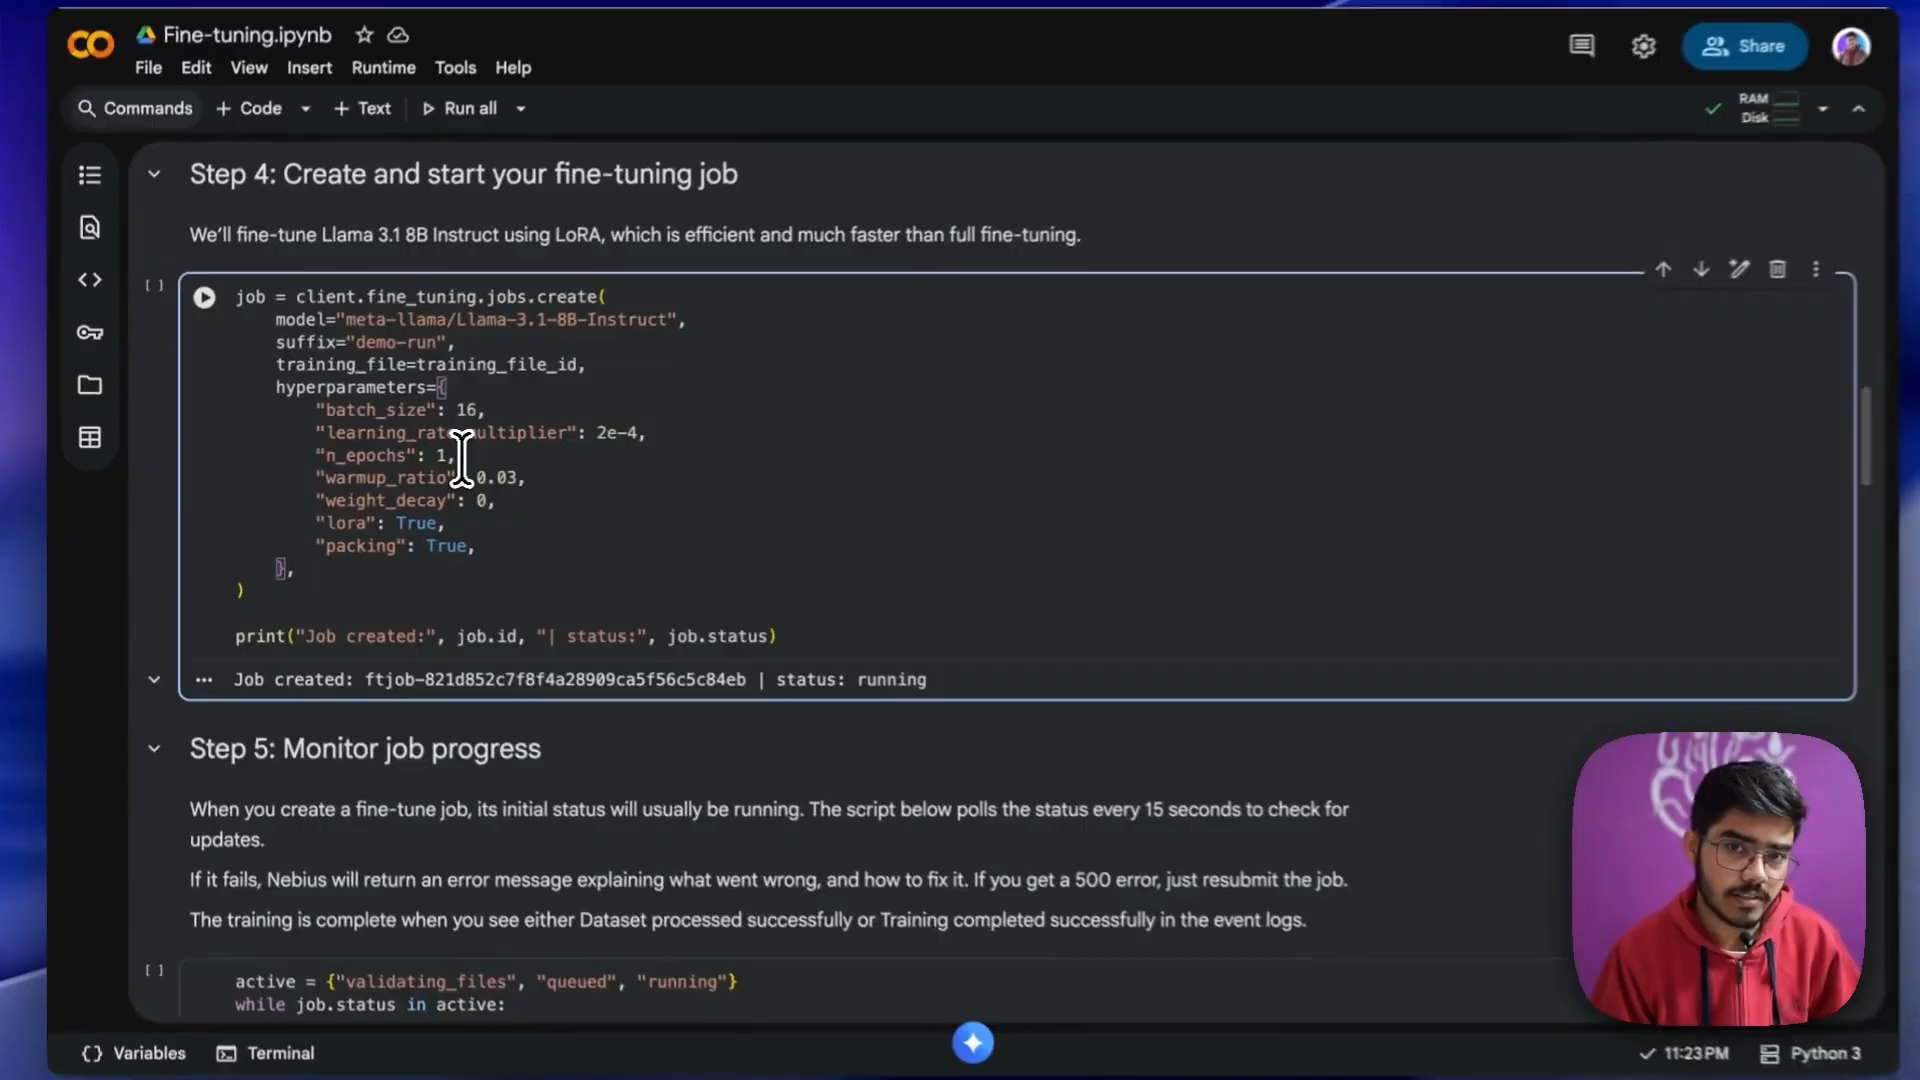 Fine-tuning.ipynb
File Edit View Insert Runtime Tools Help
Share
Commands + Code + Text Run all
RAM
Disk
Step 4: Create and start your fine-tuning job
We'll fine-tune Llama 3.1 8B Instruct using LoRA, which is efficient and much faster than full fine-tuning.
[ ]
job = client.fine_tuning.jobs.create(
model="meta-llama/Llama-3.1-8B-Instruct",
suffix="demo-run",
training_file=training_file_id,
hyperparameters={
"batch_size": 16,
"learning_rate_multiplier": 2e-4,
"n_epochs": 1,
"warmup_ratio": 0.03,
"weight_decay": 0,
"lora": True,
"packing": True,
},
)
print("Job created:", job.id, "| status:", job.status)
Job created: ftjob-821d852c7f8f4a28909ca5f56c5c84eb | status: running
Step 5: Monitor job progress
When you create a fine-tune job, its initial status will usually be running. The script below polls the status every 15 seconds to check for
updates.
If it fails, Nebius will return an error message explaining what went wrong, and how to fix it. If you get a 500 error, just resubmit the job.
The training is complete when you see either Dataset processed successfully or Training completed successfully in the event logs.
[ ]
active = {"validating_files", "queued", "running"}
while job.status in active:
Variables Terminal
11:23 PM Python 3